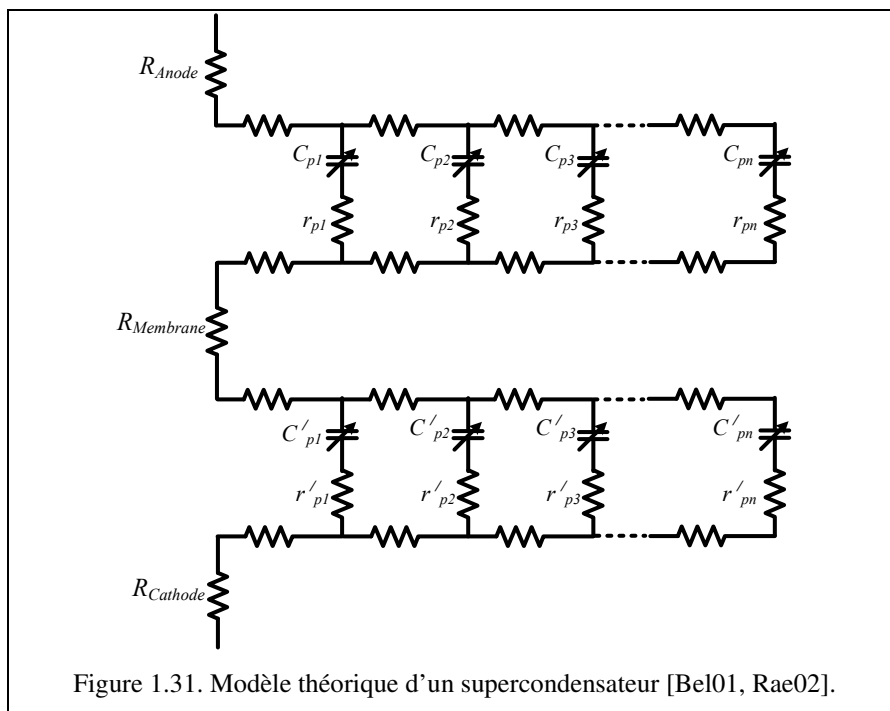 R_Anode
C_p1 C_p2 C_p3 C_pn
r_p1 r_p2 r_p3 r_pn
R_Membrane
C'_p1 C'_p2 C'_p3 C'_pn
r'_p1 r'_p2 r'_p3 r'_pn
R_Cathode
Figure 1.31. Modèle théorique d'un supercondensateur [Bel01, Rae02].